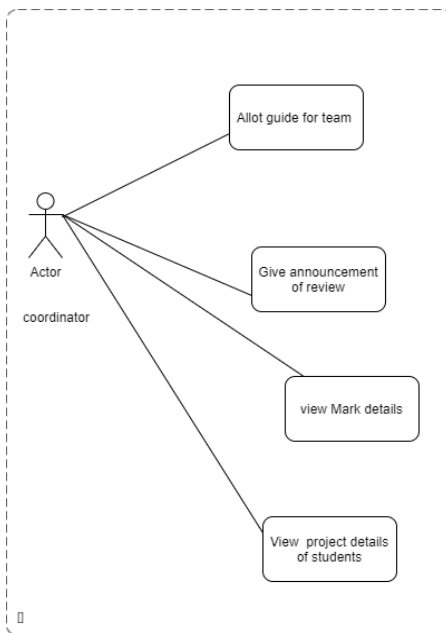 Allot guide for team
Actor
Give announcement
of review
coordinator
view Mark details
View project details
of students